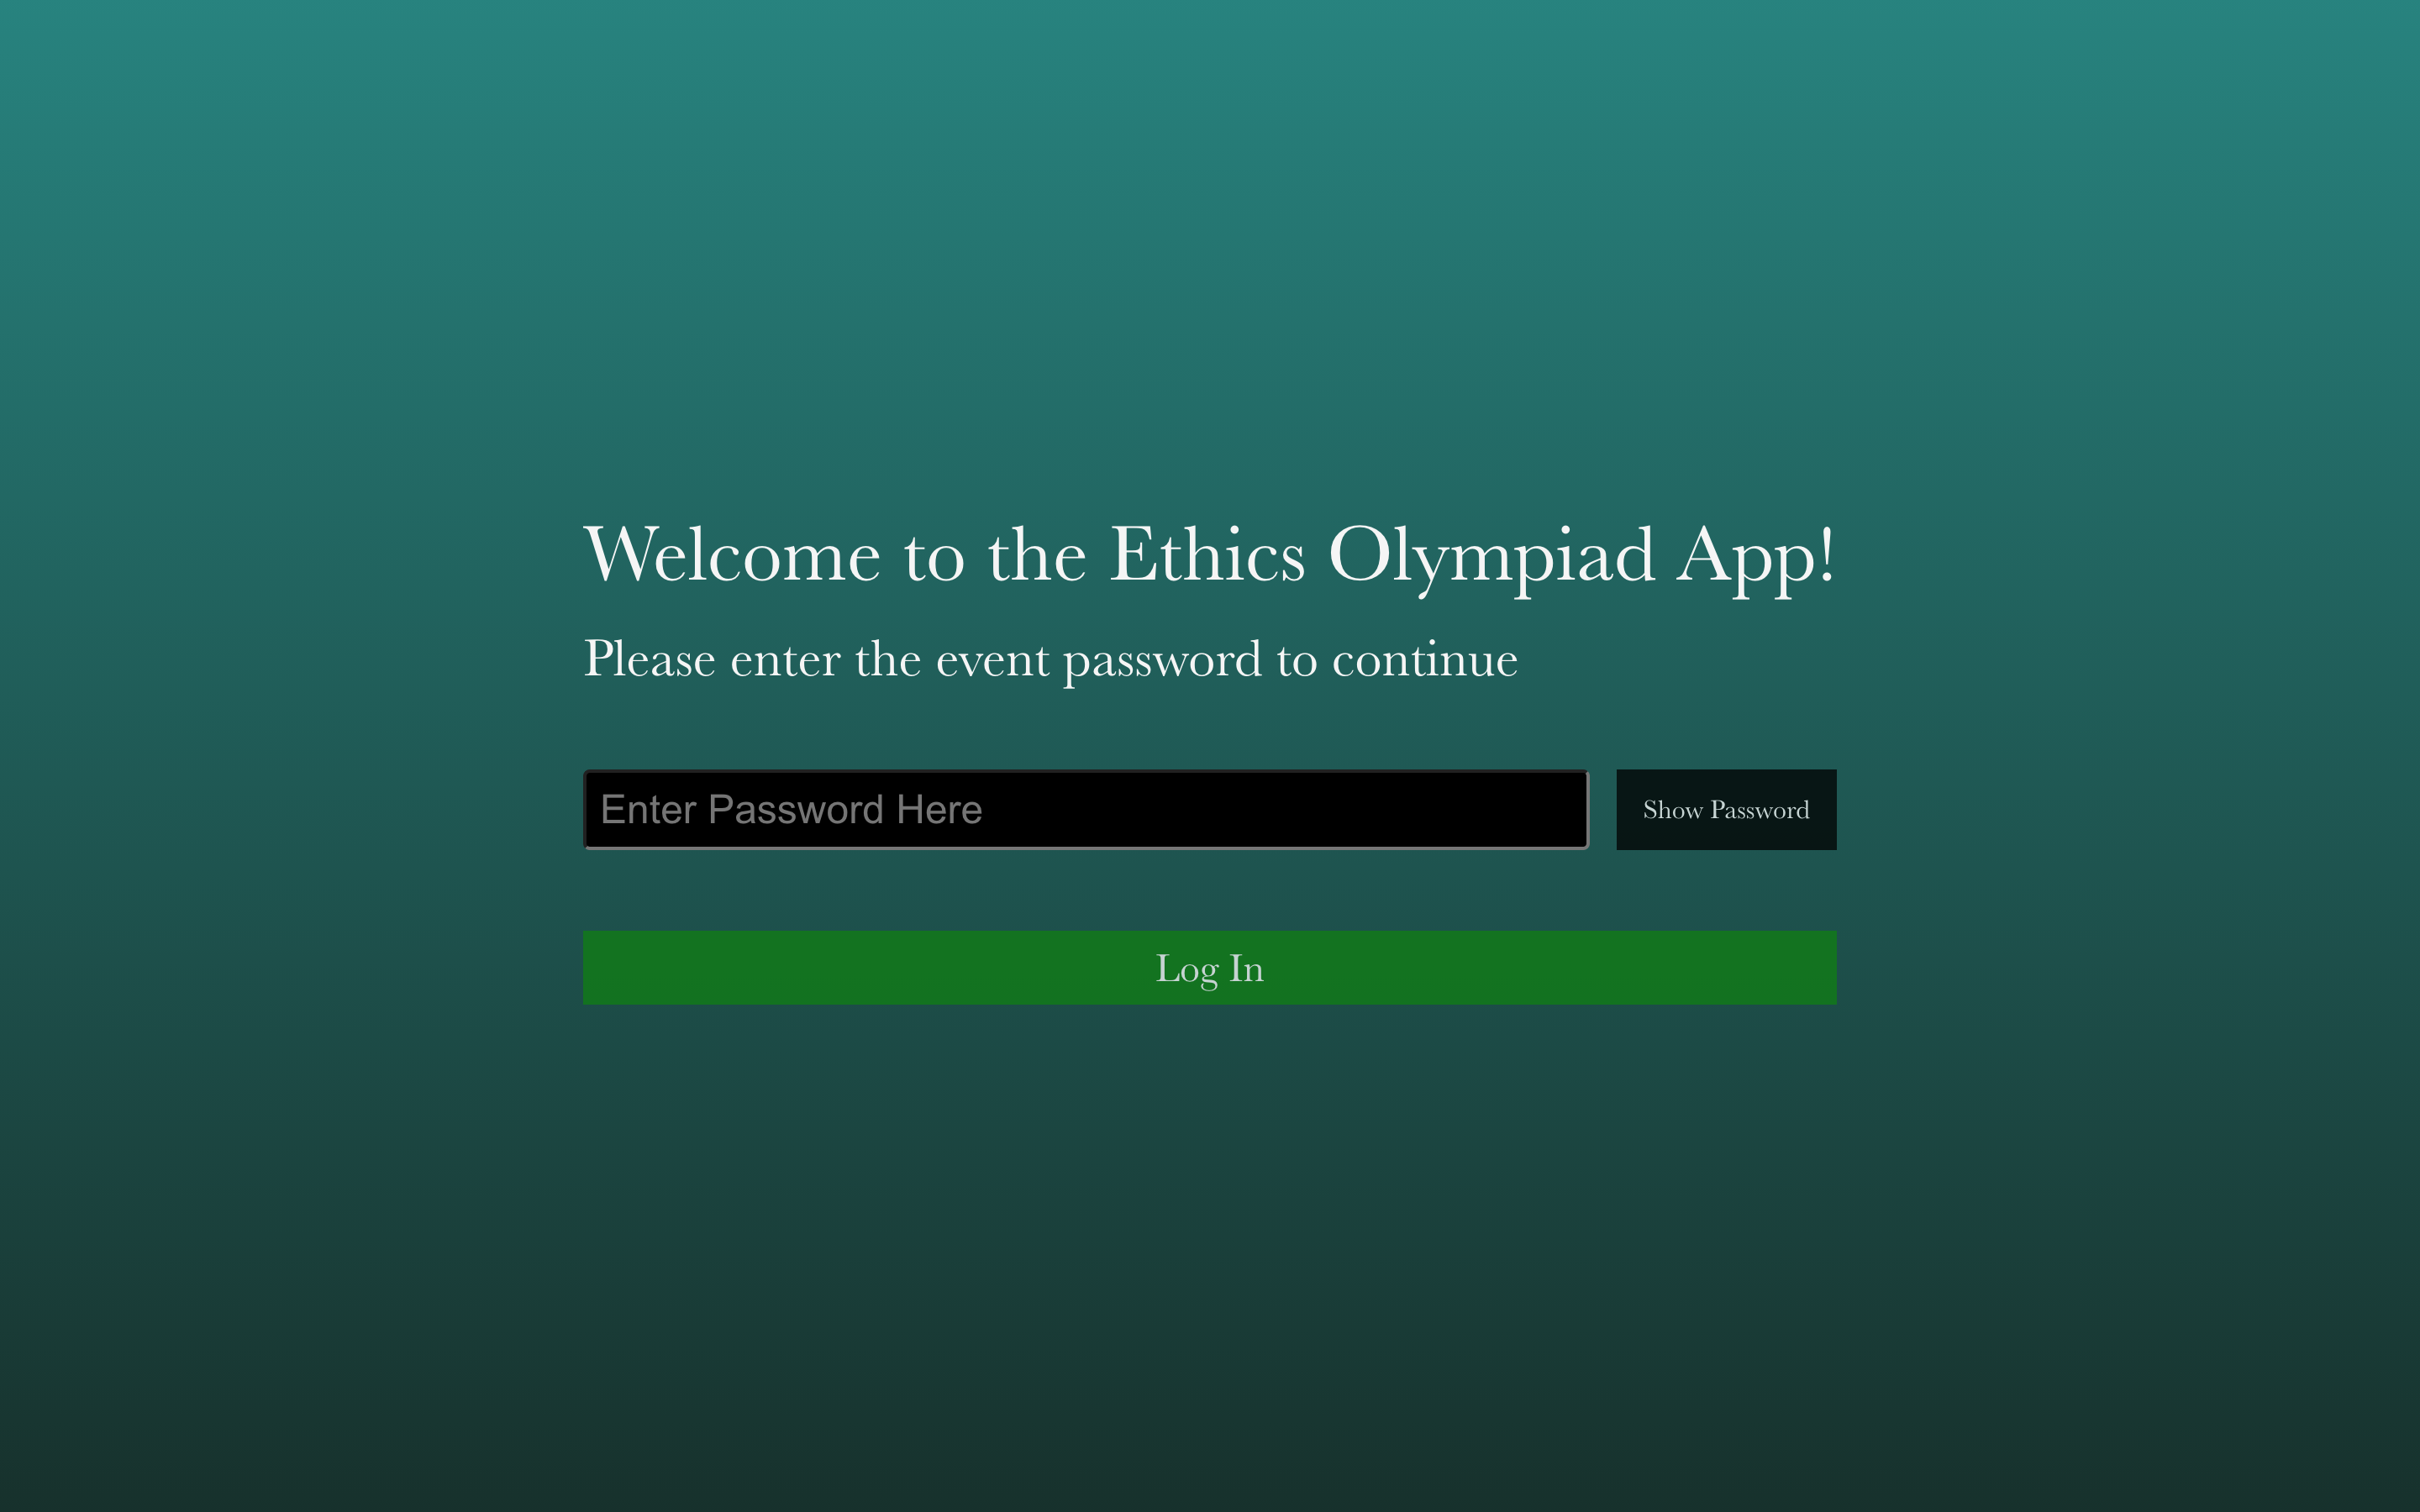 Welcome to the Ethics Olympiad App!
Please enter the event password to continue
Enter Password Here
Show Password
Log In